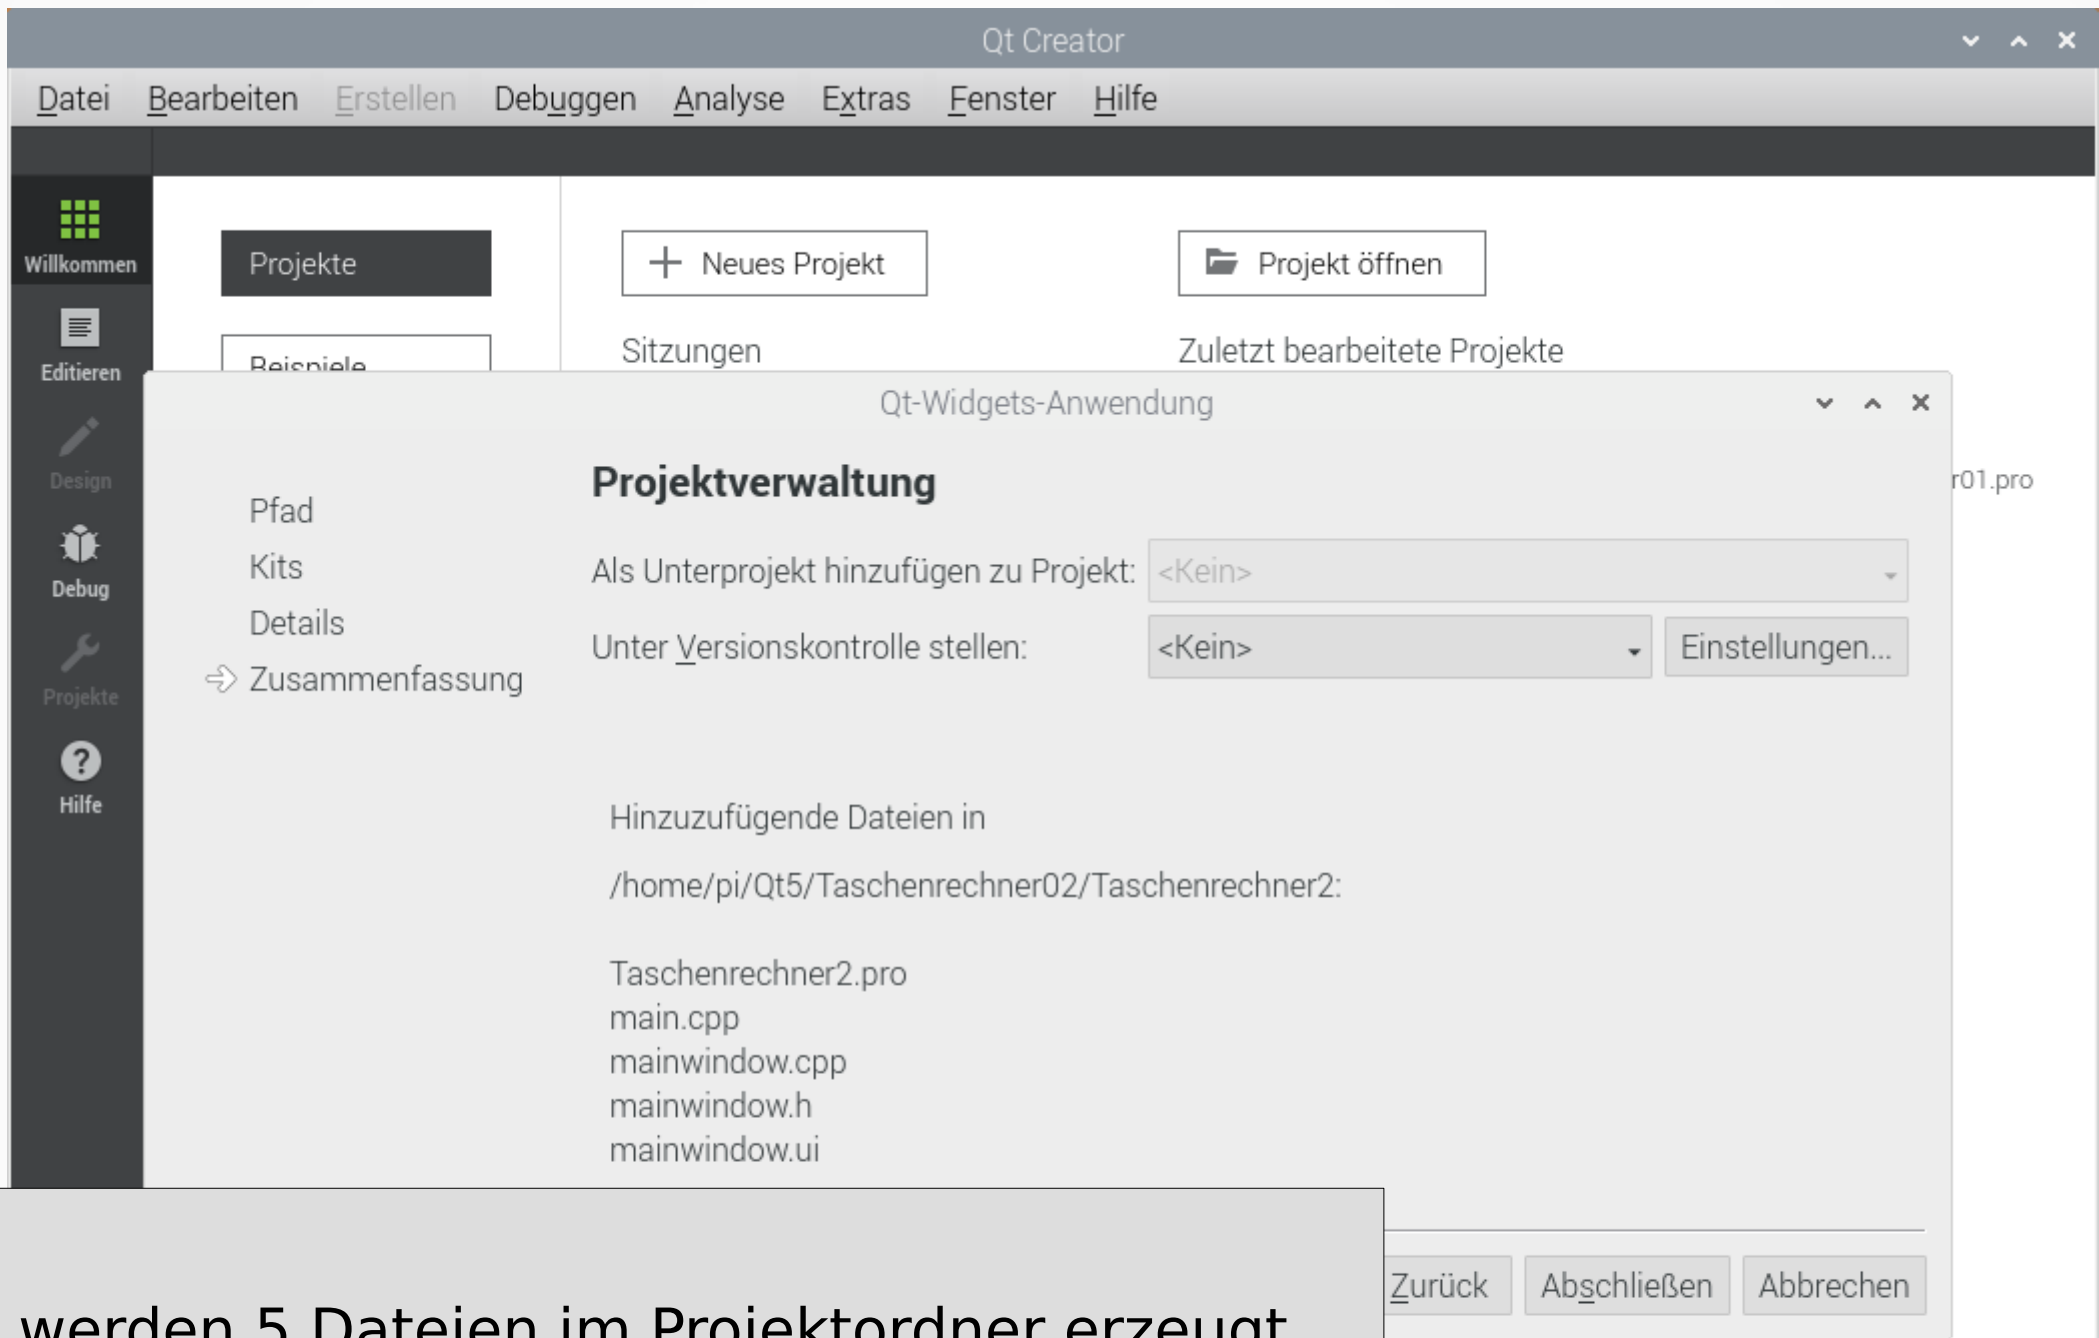 Qt Creator
Datei Bearbeiten Erstellen Debuggen Analyse Extras Fenster Hilfe
Willkommen
Editieren
Design
Debug
Projekte
Hilfe
Projekte
Neues Projekt
Projekt öffnen
Beispiele
Sitzungen
Zuletzt bearbeitete Projekte
r01.pro
Qt-Widgets-Anwendung
Pfad
Kits
Details
Zusammenfassung
Projektverwaltung
Als Unterprojekt hinzufügen zu Projekt: <Kein>
Unter Versionskontrolle stellen: <Kein> Einstellungen...
Hinzuzufügende Dateien in
/home/pi/Qt5/Taschenrechner02/Taschenrechner2:
Taschenrechner2.pro
main.cpp
mainwindow.cpp
mainwindow.h
mainwindow.ui
Zurück Abschließen Abbrechen
werden 5 Dateien im Projektordner erzeugt